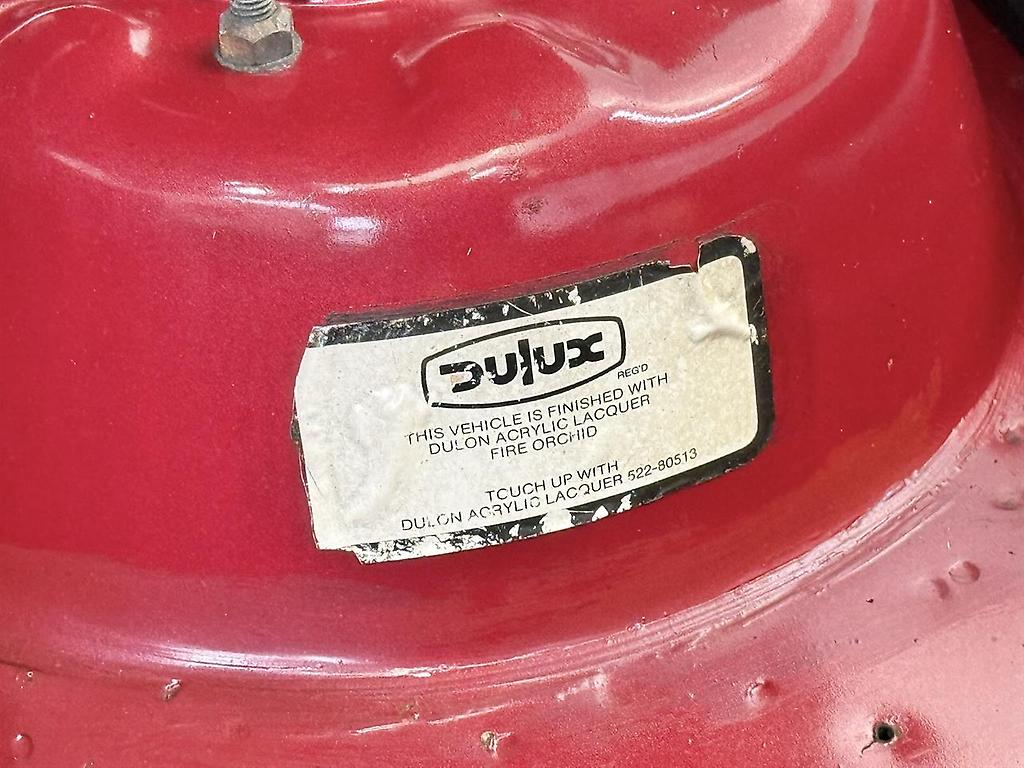 DULUX
REG'D
THIS VEHICLE IS FINISHED WITH
DULON ACRYLIC LACQUER
FIRE ORCHID
TOUCH UP WITH
DULON ACRYLIC LACQUER 522-80513